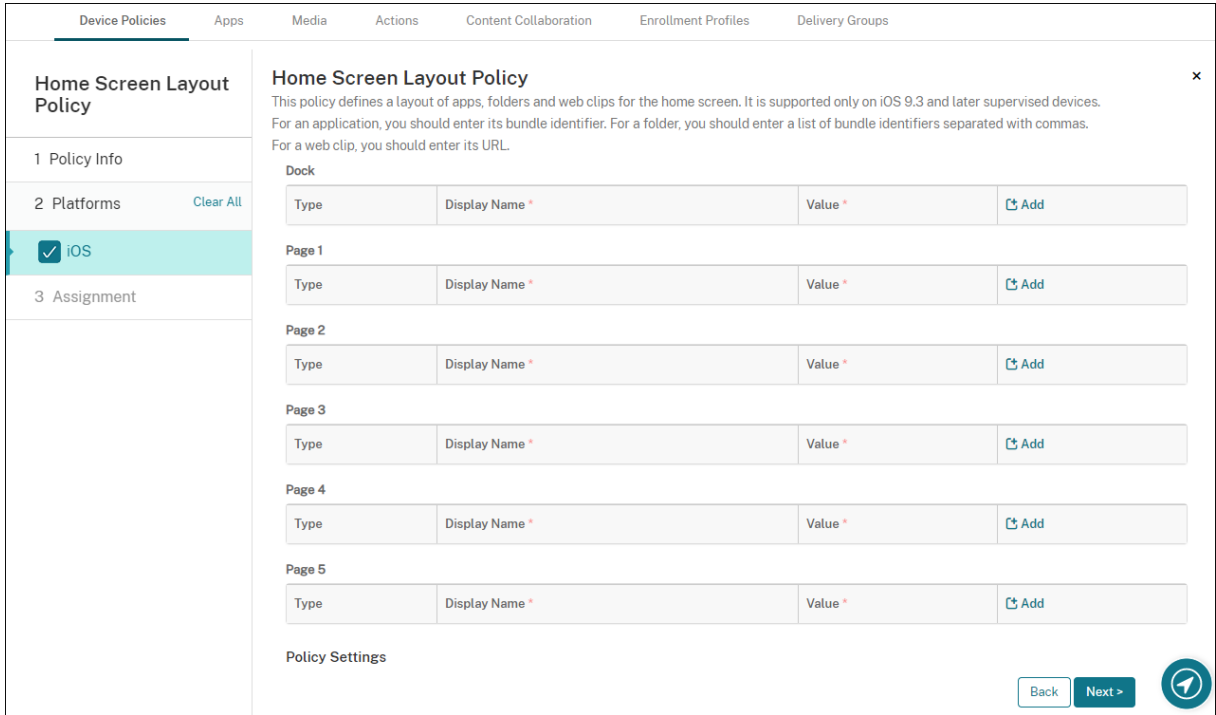 Device Policies Apps Media Actions Content Collaboration Enrollment Profiles Delivery Groups
Home Screen Layout
Policy
1 Policy Info
2 Platforms Clear All
iOS
3 Assignment
Home Screen Layout Policy
This policy defines a layout of apps, folders and web clips for the home screen. It is supported only on iOS 9.3 and later supervised devices.
For an application, you should enter its bundle identifier. For a folder, you should enter a list of bundle identifiers separated with commas.
For a web clip, you should enter its URL.
Dock
Type Display Name * Value * Add
Page 1
Type Display Name * Value * Add
Page 2
Type Display Name * Value * Add
Page 3
Type Display Name * Value * Add
Page 4
Type Display Name * Value * Add
Page 5
Type Display Name * Value * Add
Policy Settings
Back Next >